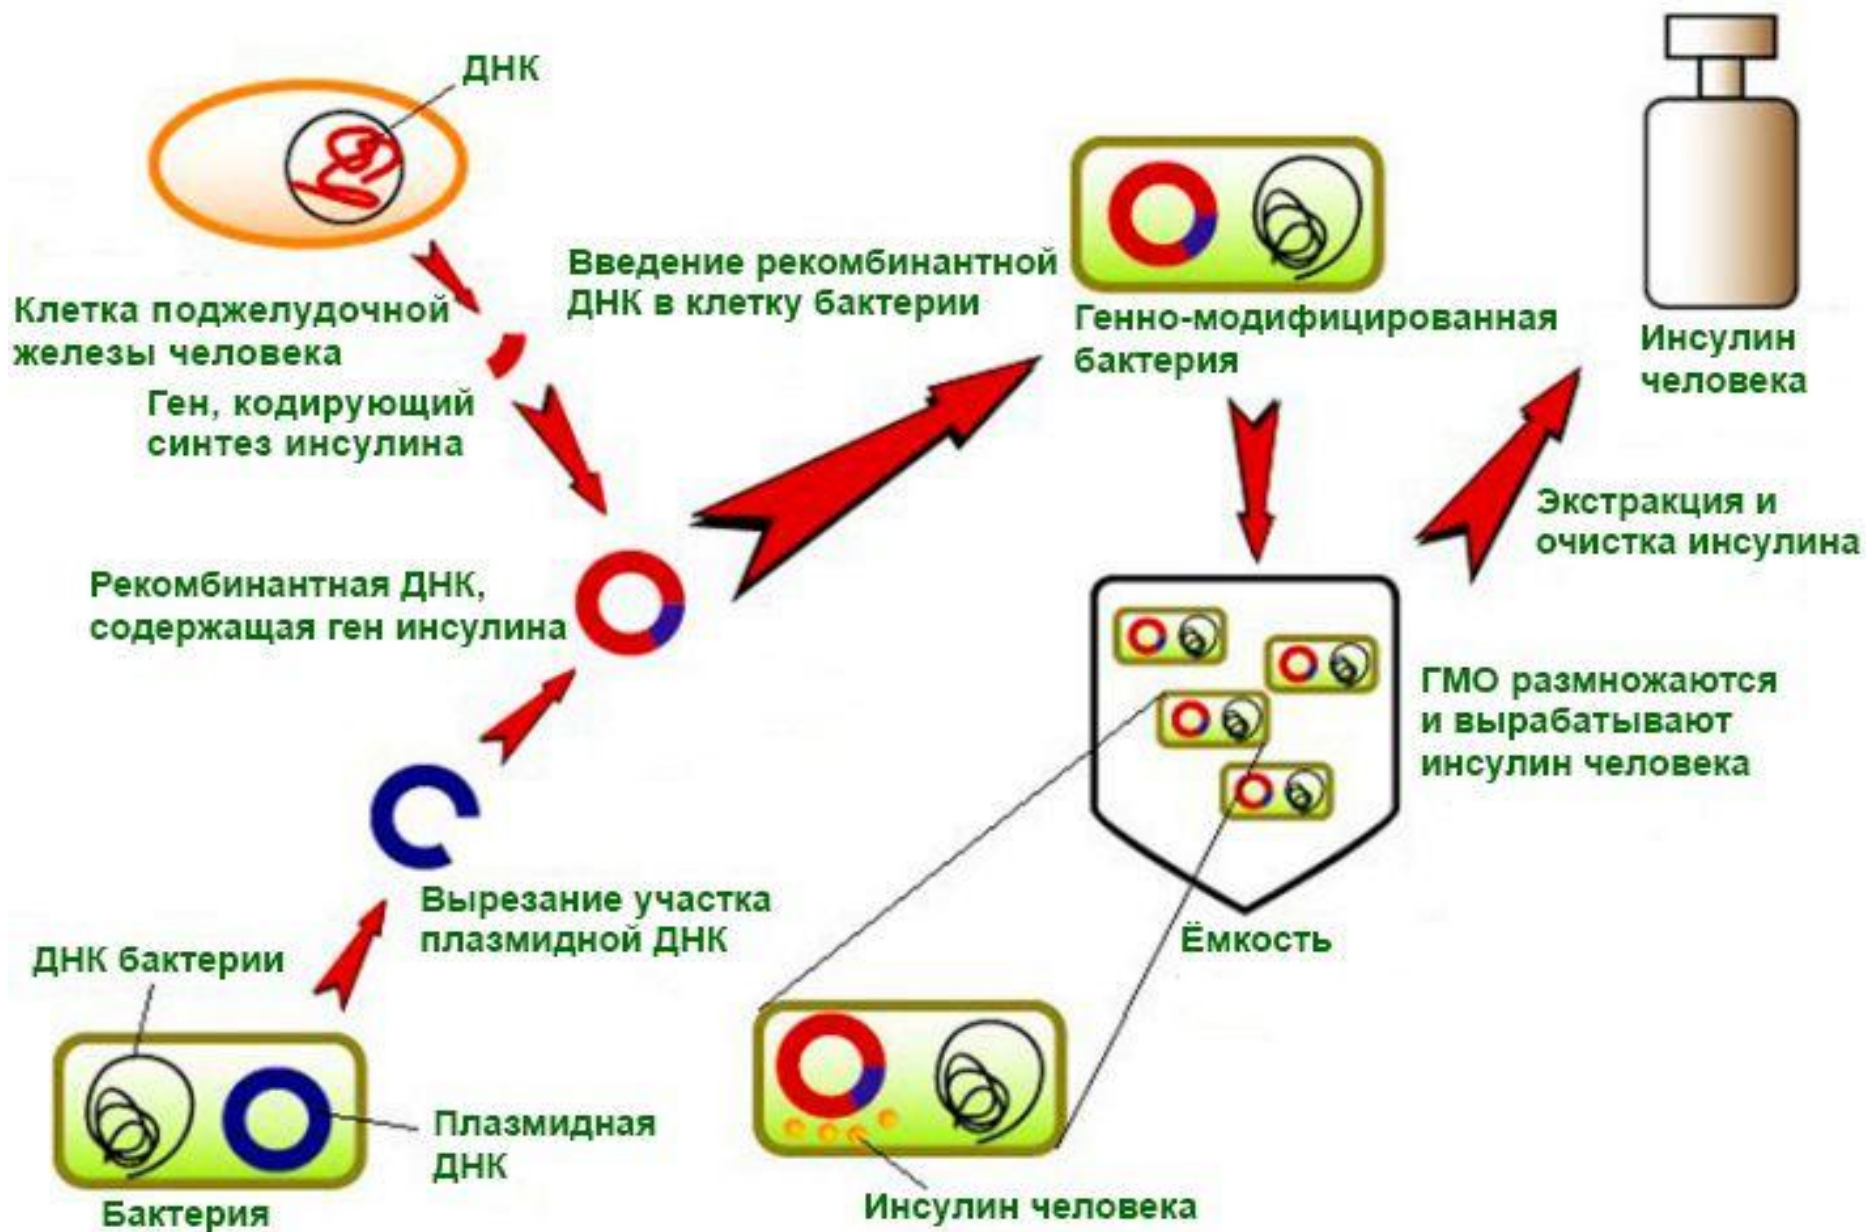 ДНК
Клетка поджелудочной
железы человека
Ген, кодирующий
синтез инсулина
Введение рекомбинантной
ДНК в клетку бактерии
Генно-модифицированная
бактерия
Инсулин
человека
Экстракция и
очистка инсулина
Рекомбинантная ДНК,
содержащая ген инсулина
ГМО размножаются
и вырабатывают
инсулин человека
Вырезание участка
плазмидной ДНК
Ёмкость
ДНК бактерии
Плазмидная
ДНК
Бактерия
Инсулин человека